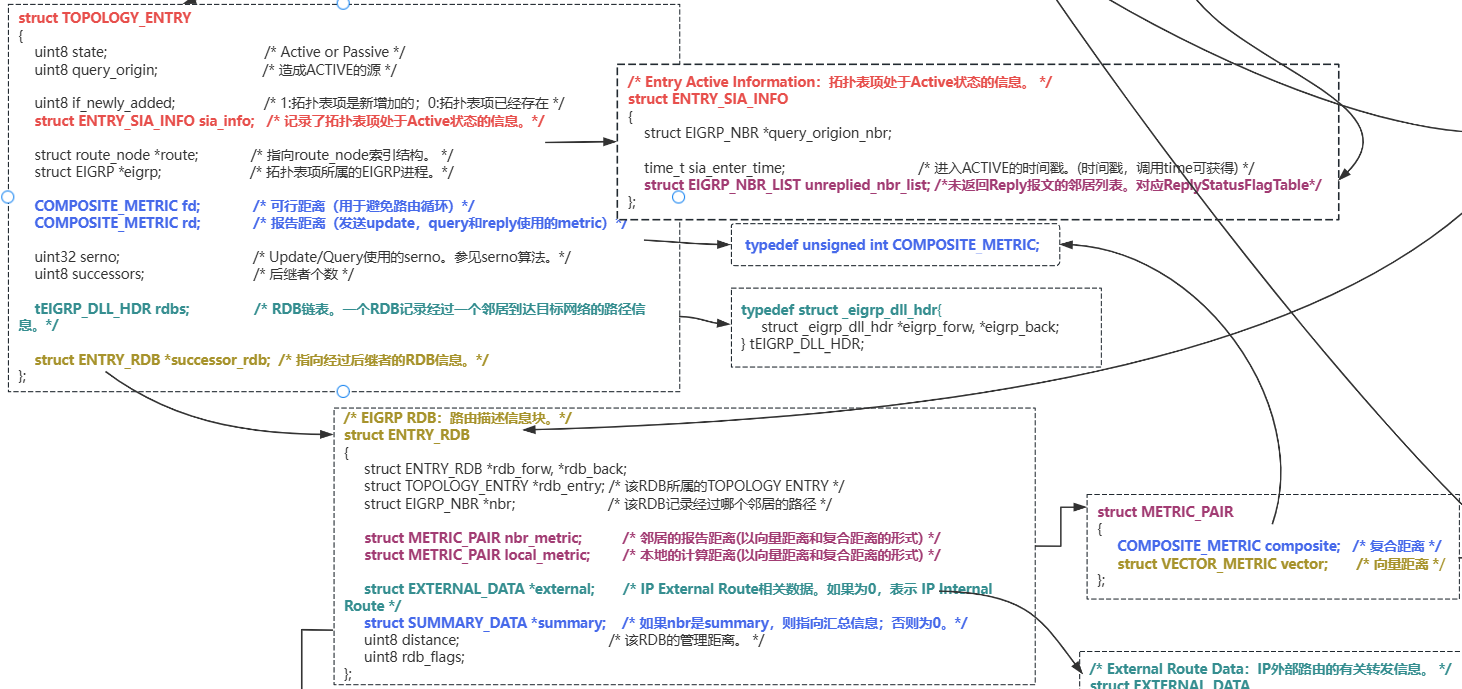 struct TOPOLOGY_ENTRY
{
uint8 state; /* Active or Passive */
uint8 query_origin; /* 造成ACTIVE的源 */
uint8 if_newly_added; /* 1:拓扑表项是新增加的；0:拓扑表项已经存在 */
struct ENTRY_SIA_INFO sia_info; /* 记录了拓扑表项处于Active状态的信息。*/
struct route_node *route; /* 指向route_node索引结构。 */
struct EIGRP *eigrp; /* 拓扑表项所属的EIGRP进程。*/
COMPOSITE_METRIC fd; /* 可行距离（用于避免路由循环）*/
COMPOSITE_METRIC rd; /* 报告距离（发送update，query和reply使用的metric）*/
uint32 serno; /* Update/Query使用的serno。参见serno算法。*/
uint8 successors; /* 后继者个数 */
tEIGRP_DLL_HDR rdbs; /* RDB链表。一个RDB记录经过一个邻居到达目标网络的路径信
息。*/
struct ENTRY_RDB *successor_rdb; /* 指向经过后继者的RDB信息。*/
};
/* Entry Active Information：拓扑表项处于Active状态的信息。 */
struct ENTRY_SIA_INFO
{
struct EIGRP_NBR *query_origion_nbr;
time_t sia_enter_time; /* 进入ACTIVE的时间戳。(时间戳，调用time可获得) */
struct EIGRP_NBR_LIST unreplied_nbr_list; /*未返回Reply报文的邻居列表。对应ReplyStatusFlagTable*/
};
typedef unsigned int COMPOSITE_METRIC;
typedef struct _eigrp_dll_hdr{
struct _eigrp_dll_hdr *eigrp_forw, *eigrp_back;
} tEIGRP_DLL_HDR;
/* EIGRP RDB：路由描述信息块。*/
struct ENTRY_RDB
{
struct ENTRY_RDB *rdb_forw, *rdb_back;
struct TOPOLOGY_ENTRY *rdb_entry; /* 该RDB所属的TOPOLOGY ENTRY */
struct EIGRP_NBR *nbr; /* 该RDB记录经过哪个邻居的路径 */
struct METRIC_PAIR nbr_metric; /* 邻居的报告距离(以向量距离和复合距离的形式) */
struct METRIC_PAIR local_metric; /* 本地的计算距离(以向量距离和复合距离的形式) */
struct EXTERNAL_DATA *external; /* IP External Route相关数据。如果为0，表示 IP Internal
Route */
struct SUMMARY_DATA *summary; /* 如果nbr是summary，则指向汇总信息；否则为0。*/
uint8 distance; /* 该RDB的管理距离。 */
uint8 rdb_flags;
};
struct METRIC_PAIR
{
COMPOSITE_METRIC composite; /* 复合距离 */
struct VECTOR_METRIC vector; /* 向量距离 */
};
/* External Route Data：IP外部路由的有关转发信息。 */
struct EXTERNAL_DATA